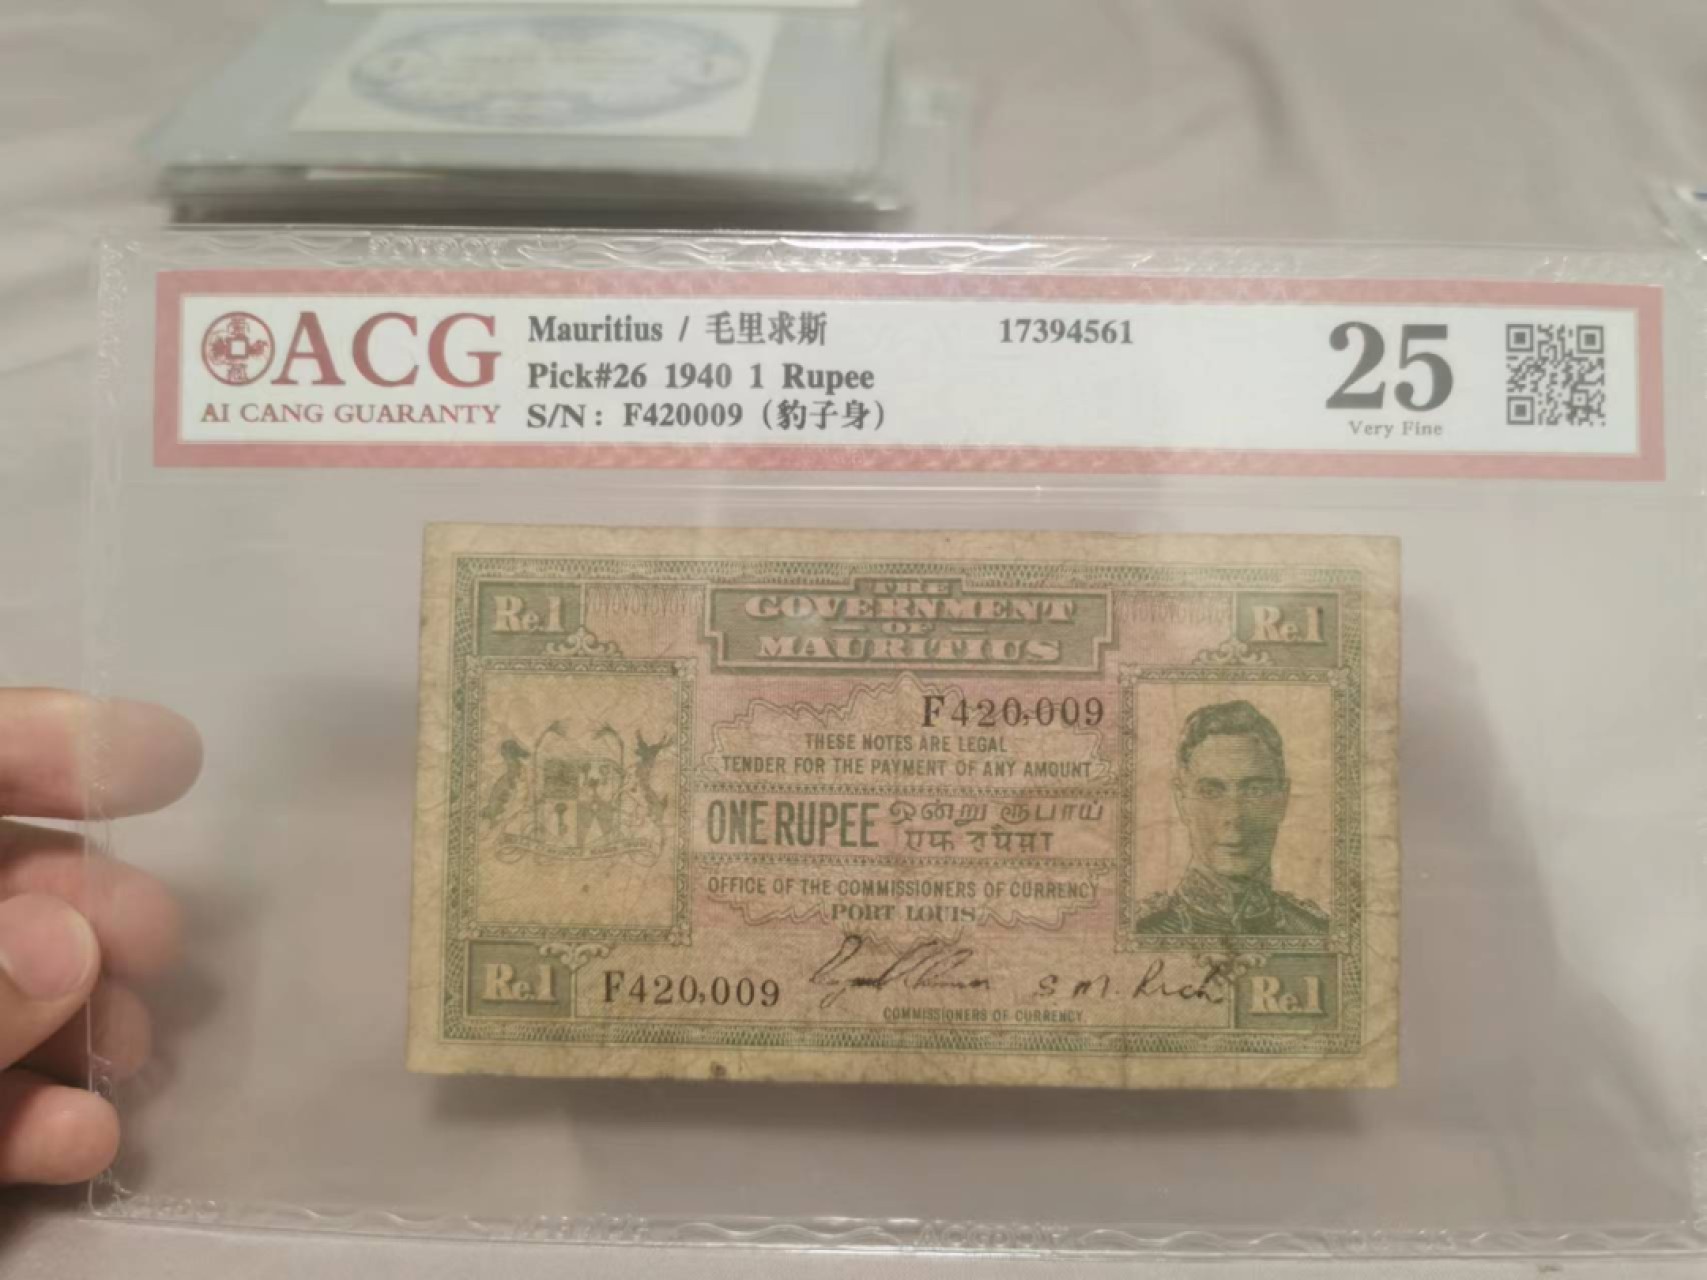 ACG
AI CANG GUARANTY
Mauritius / 毛里求斯
17394561
Pick#26 1940 1 Rupee
S/N: F420009 (豹子身)
25
Very Fine
Re.1
THE
GOVERNMENT
OF
MAURITIUS
Re.1
F420,009
THESE NOTES ARE LEGAL
TENDER FOR THE PAYMENT OF ANY AMOUNT
ONE RUPEE
ஒன்று ரூபாய்
OFFICE OF THE COMMISSIONERS OF CURRENCY
PORT LOUIS
Re.1
F420,009
S. M. Rich
COMMISSIONERS OF CURRENCY
Re.1